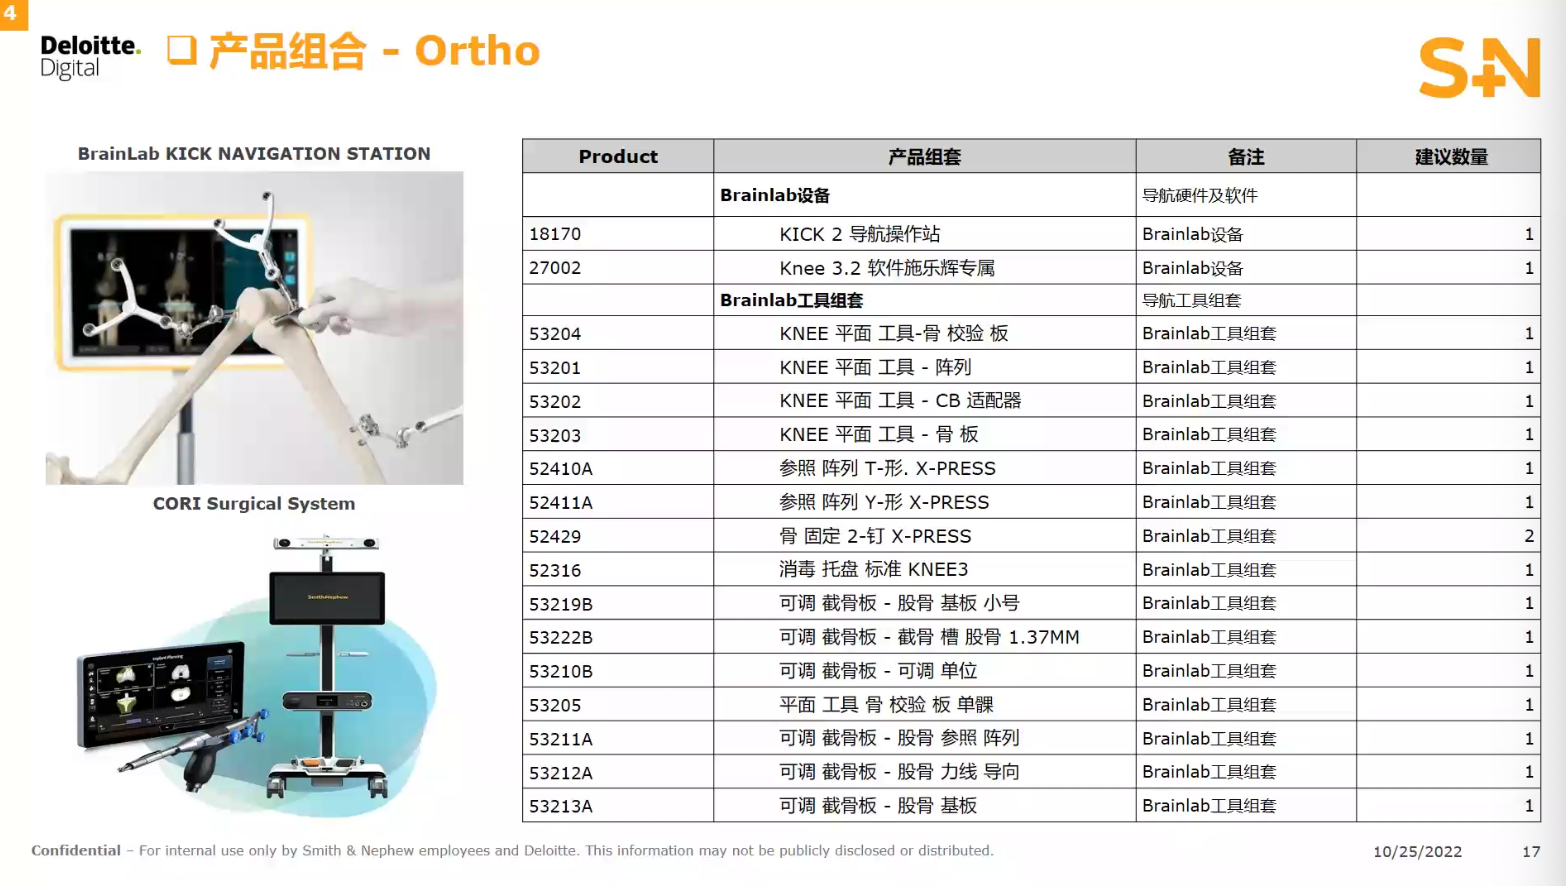 4
Deloitte.
Digital
❑ 产品组合 - Ortho
S+N
BrainLab KICK NAVIGATION STATION
CORI Surgical System
Smith+Nephew
Implant Planning
Product 产品组套 备注 建议数量
Brainlab设备 导航硬件及软件
18170 KICK 2 导航操作站 Brainlab设备 1
27002 Knee 3.2 软件施乐辉专属 Brainlab设备 1
Brainlab工具组套 导航工具组套
53204 KNEE 平面 工具-骨 校验 板 Brainlab工具组套 1
53201 KNEE 平面 工具 - 阵列 Brainlab工具组套 1
53202 KNEE 平面 工具 - CB 适配器 Brainlab工具组套 1
53203 KNEE 平面 工具 - 骨 板 Brainlab工具组套 1
52410A 参照 阵列 T-形. X-PRESS Brainlab工具组套 1
52411A 参照 阵列 Y-形 X-PRESS Brainlab工具组套 1
52429 骨 固定 2-钉 X-PRESS Brainlab工具组套 2
52316 消毒 托盘 标准 KNEE3 Brainlab工具组套 1
53219B 可调 截骨板 - 股骨 基板 小号 Brainlab工具组套 1
53222B 可调 截骨板 - 截骨 槽 股骨 1.37MM Brainlab工具组套 1
53210B 可调 截骨板 - 可调 单位 Brainlab工具组套 1
53205 平面 工具 骨 校验 板 单髁 Brainlab工具组套 1
53211A 可调 截骨板 - 股骨 参照 阵列 Brainlab工具组套 1
53212A 可调 截骨板 - 股骨 力线 导向 Brainlab工具组套 1
53213A 可调 截骨板 - 股骨 基板 Brainlab工具组套 1
Confidential – For internal use only by Smith & Nephew employees and Deloitte. This information may not be publicly disclosed or distributed.
10/25/2022 17